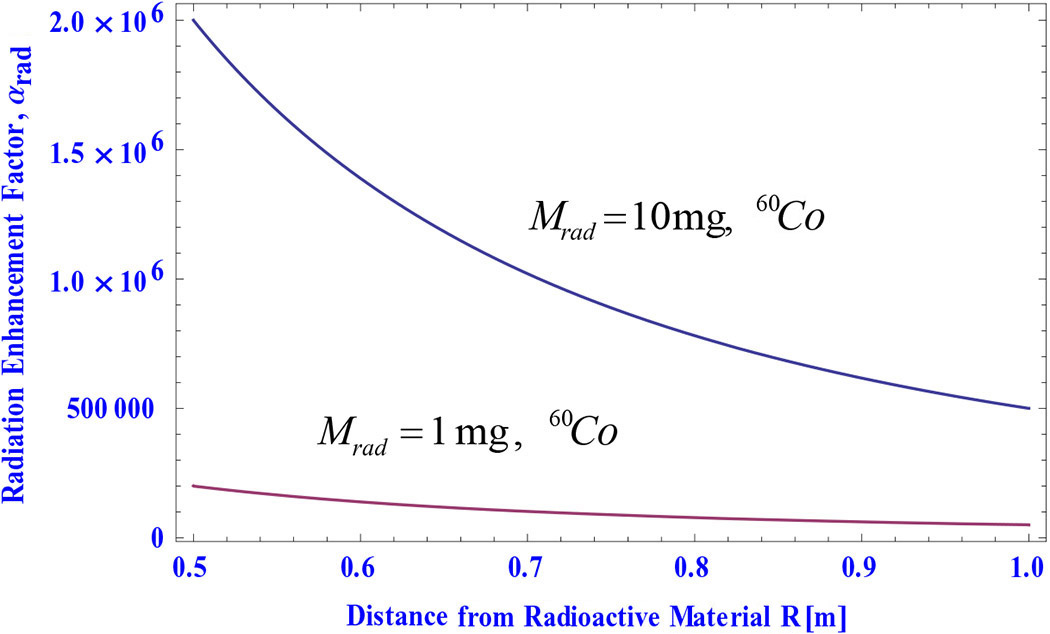 Radiation Enhancement Factor, αrad
2.0 × 10^6
1.5 × 10^6
1.0 × 10^6
500 000
0
M_rad = 10mg, ^60Co
M_rad = 1 mg, ^60Co
0.5 0.6 0.7 0.8 0.9 1.0
Distance from Radioactive Material R [m]